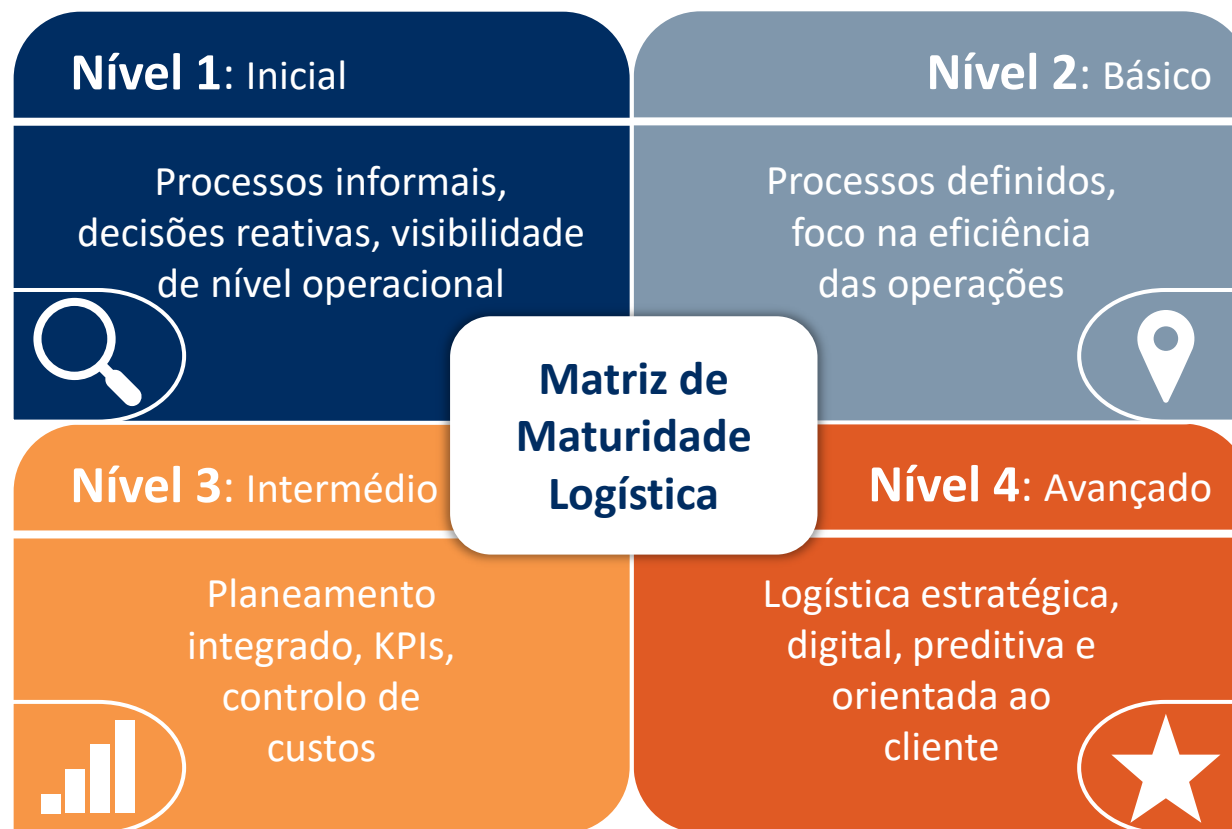 Nível 1: Inicial
Processos informais,
decisões reativas, visibilidade
de nível operacional
Nível 2: Básico
Processos definidos,
foco na eficiência
das operações
Matriz de
Maturidade
Logística
Nível 3: Intermédio
Planeamento
integrado, KPIs,
controlo de
custos
Nível 4: Avançado
Logística estratégica,
digital, preditiva e
orientada ao
cliente